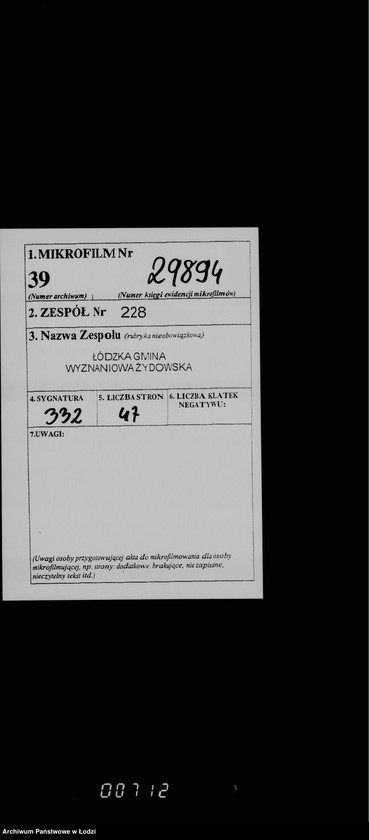 1. MIKROFILM Nr
39 29894
(Numer archiwum) (Numer księgi ewidencji mikrofilmów)
2. ZESPÓŁ Nr 228
3. Nazwa Zespołu (rubryka nieobowiązkowa)
ŁÓDZKA GMINA
WYZNANIOWA ŻYDOWSKA
4. SYGNATURA 5. LICZBA STRON 6. LICZBA KLATEK
NEGATYWU:
332 47
7. UWAGI:
(Uwagi osoby przygotowującej akta do mikrofilmowania dla osoby
mikrofilmującej, np. strony: dodatkowe, brakujące, nie zapisane,
nieczytelny tekst itd.)
00712
Archiwum Państwowe w Łodzi